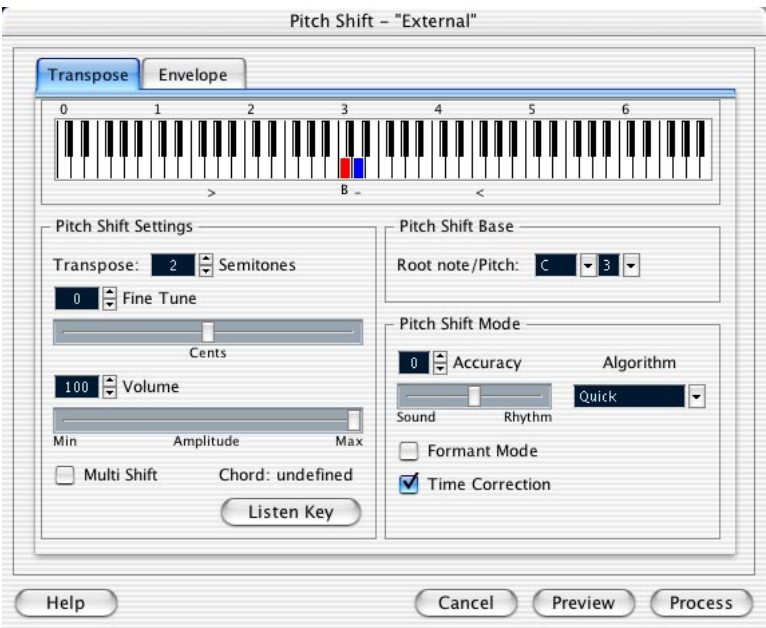 Pitch Shift – "External"
Transpose Envelope
0 1 2 3 4 5 6
> B – <
Pitch Shift Settings
Transpose: 2 Semitones
0 Fine Tune
Cents
100 Volume
Min Amplitude Max
Multi Shift Chord: undefined
Listen Key
Pitch Shift Base
Root note/Pitch: C 3
Pitch Shift Mode
0 Accuracy Algorithm
Quick
Sound Rhythm
Formant Mode
Time Correction
Help Cancel Preview Process